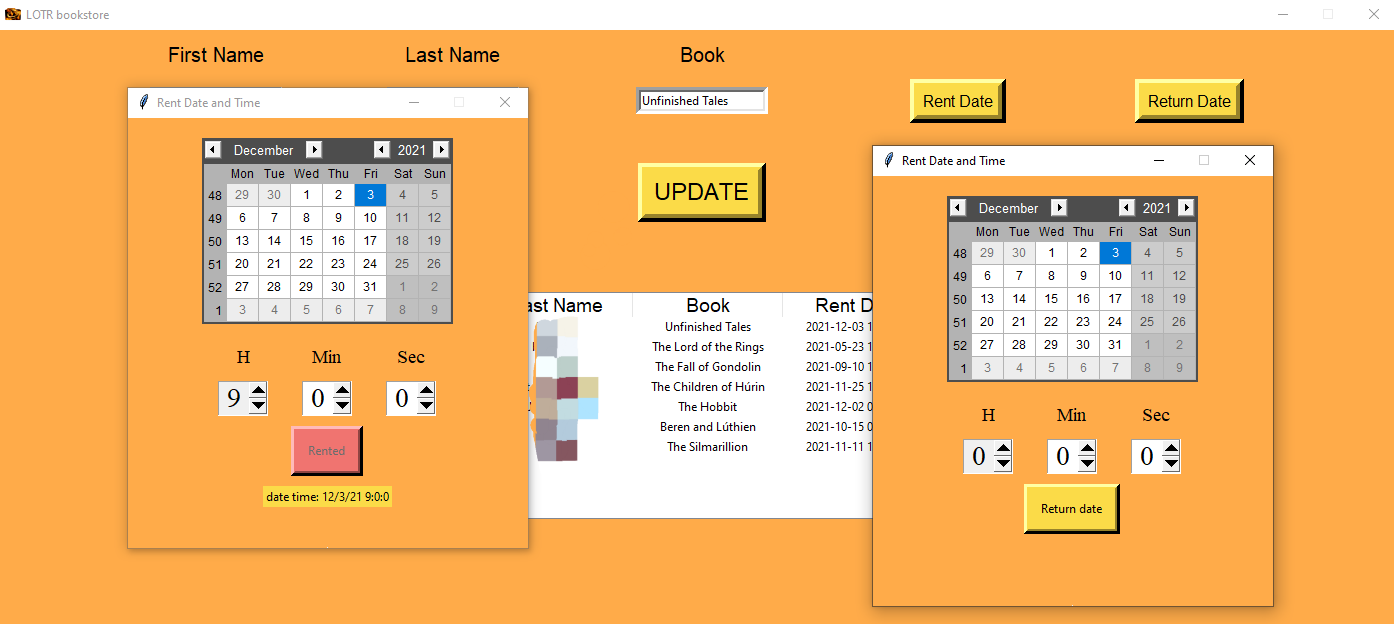 LOTR bookstore
First Name Last Name Book
Unfinished Tales
Rent Date Return Date
UPDATE
Rent Date and Time
December 2021
Mon Tue Wed Thu Fri Sat Sun
48 29 30 1 2 3 4 5
49 6 7 8 9 10 11 12
50 13 14 15 16 17 18 19
51 20 21 22 23 24 25 26
52 27 28 29 30 31 1 2
1 3 4 5 6 7 8 9
H Min Sec
9 0 0
Rented
date time: 12/3/21 9:0:0
ast Name Book Rent D
Unfinished Tales 2021-12-03 1
The Lord of the Rings 2021-05-23 1
The Fall of Gondolin 2021-09-10 1
The Children of Húrin 2021-11-25 1
The Hobbit 2021-12-02 0
Beren and Lúthien 2021-10-15 0
The Silmarillion 2021-11-11 1
Rent Date and Time
December 2021
Mon Tue Wed Thu Fri Sat Sun
48 29 30 1 2 3 4 5
49 6 7 8 9 10 11 12
50 13 14 15 16 17 18 19
51 20 21 22 23 24 25 26
52 27 28 29 30 31 1 2
1 3 4 5 6 7 8 9
H Min Sec
0 0 0
Return date